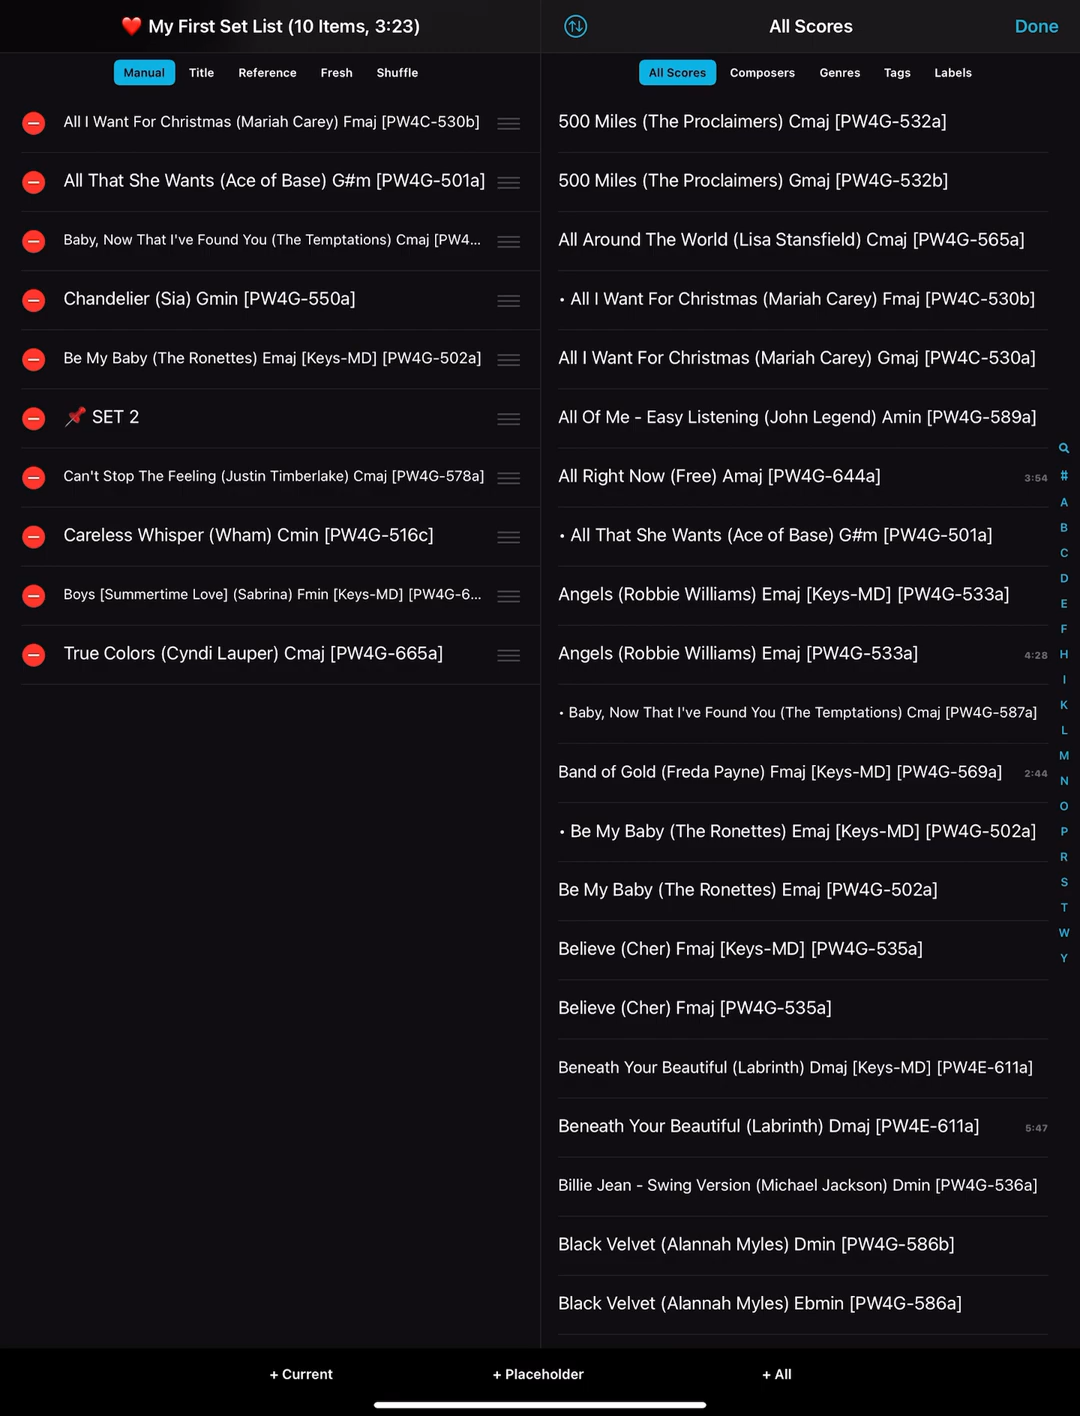 ❤️ My First Set List (10 Items, 3:23)
Manual Title Reference Fresh Shuffle
All I Want For Christmas (Mariah Carey) Fmaj [PW4C-530b]
All That She Wants (Ace of Base) G#m [PW4G-501a]
Baby, Now That I've Found You (The Temptations) Cmaj [PW4...
Chandelier (Sia) Gmin [PW4G-550a]
Be My Baby (The Ronettes) Emaj [Keys-MD] [PW4G-502a]
📌 SET 2
Can't Stop The Feeling (Justin Timberlake) Cmaj [PW4G-578a]
Careless Whisper (Wham) Cmin [PW4G-516c]
Boys [Summertime Love] (Sabrina) Fmin [Keys-MD] [PW4G-6...
True Colors (Cyndi Lauper) Cmaj [PW4G-665a]
All Scores
Done
All Scores Composers Genres Tags Labels
500 Miles (The Proclaimers) Cmaj [PW4G-532a]
500 Miles (The Proclaimers) Gmaj [PW4G-532b]
All Around The World (Lisa Stansfield) Cmaj [PW4G-565a]
• All I Want For Christmas (Mariah Carey) Fmaj [PW4C-530b]
All I Want For Christmas (Mariah Carey) Gmaj [PW4C-530a]
All Of Me - Easy Listening (John Legend) Amin [PW4G-589a]
All Right Now (Free) Amaj [PW4G-644a] 3:54
• All That She Wants (Ace of Base) G#m [PW4G-501a]
Angels (Robbie Williams) Emaj [Keys-MD] [PW4G-533a]
Angels (Robbie Williams) Emaj [PW4G-533a] 4:28
• Baby, Now That I've Found You (The Temptations) Cmaj [PW4G-587a]
Band of Gold (Freda Payne) Fmaj [Keys-MD] [PW4G-569a] 2:44
• Be My Baby (The Ronettes) Emaj [Keys-MD] [PW4G-502a]
Be My Baby (The Ronettes) Emaj [PW4G-502a]
Believe (Cher) Fmaj [Keys-MD] [PW4G-535a]
Believe (Cher) Fmaj [PW4G-535a]
Beneath Your Beautiful (Labrinth) Dmaj [Keys-MD] [PW4E-611a]
Beneath Your Beautiful (Labrinth) Dmaj [PW4E-611a] 5:47
Billie Jean - Swing Version (Michael Jackson) Dmin [PW4G-536a]
Black Velvet (Alannah Myles) Dmin [PW4G-586b]
Black Velvet (Alannah Myles) Ebmin [PW4G-586a]
#
A
B
C
D
E
F
H
I
K
L
M
N
O
P
R
S
T
W
Y
+ Current + Placeholder + All